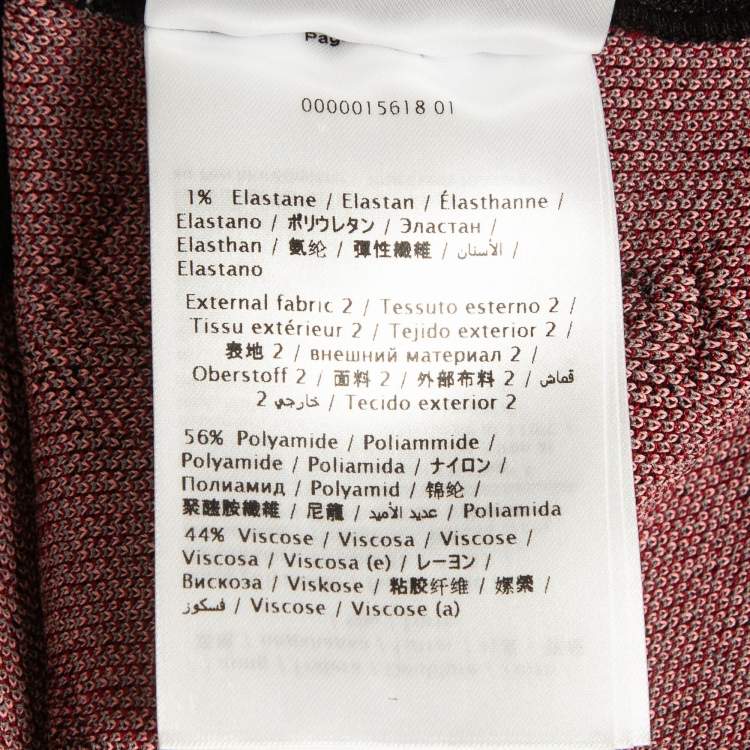 Pag
0000015618 01
1% Elastane / Elastan / Élasthanne /
Elastano / ポリウレタン / Эластан /
Elasthan / 氨纶 / 彈性纖維 / الأستان /
Elastano
External fabric 2 / Tessuto esterno 2 /
Tissu extérieur 2 / Tejido exterior 2 /
表地 2 / внешний материал 2 /
Oberstoff 2 / 面料 2 / 外部布料 2 / قماش
خارجي 2 / Tecido exterior 2
56% Polyamide / Poliammide /
Polyamide / Poliamida / ナイロン /
Полиамид / Polyamid / 锦纶 /
聚醯胺纖維 / 尼龍 / عديد الأميد / Poliamida
44% Viscose / Viscosa / Viscose /
Viscosa / Viscosa (e) / レーヨン /
Вискоза / Viskose / 粘胶纤维 / 嫘縈 /
فسكوز / Viscose / Viscose (a)